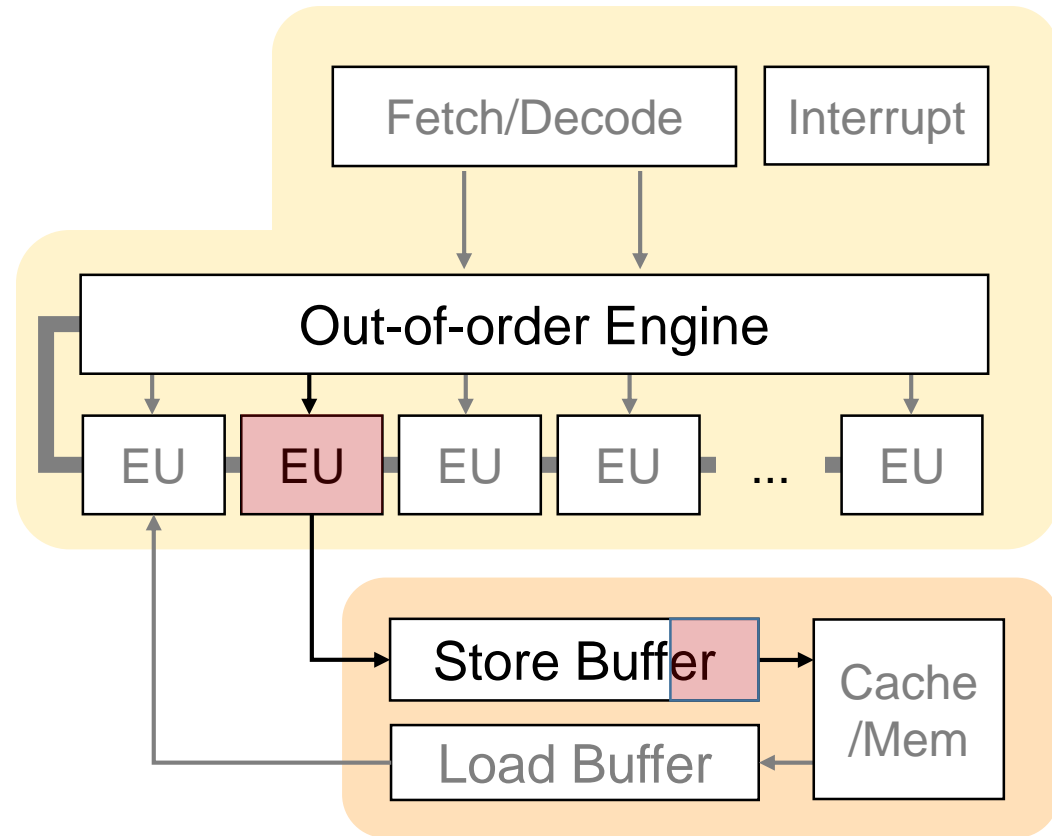 Fetch/Decode
Interrupt
Out-of-order Engine
EU
EU
EU
EU
...
EU
Store Buffer
Load Buffer
Cache
/Mem